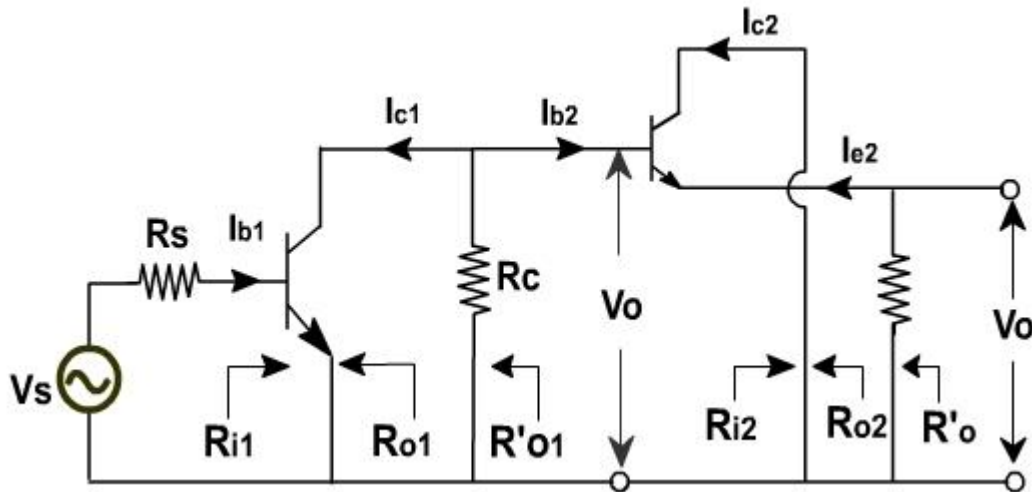 Ic2
Ic1
Ib2
Ie2
Rs
Ib1
Rc
Vo
Vo
Vs
Ri1
Ro1
R'o1
Ri2
Ro2
R'o